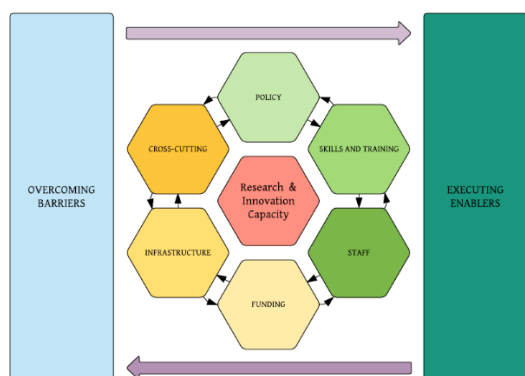 POLICY
CROSS-CUTTING
SKILLS AND TRAINING
OVERCOMING
BARRIERS
Research &
Innovation
Capacity
EXECUTING
ENABLERS
INFRASTRUCTURE
STAFF
FUNDING